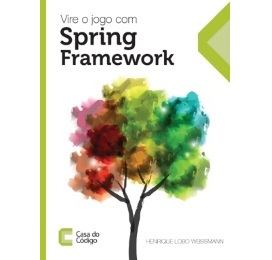 Vire o jogo com
Spring
Framework
Casa do
Código
HENRIQUE LOBO WEISSMANN